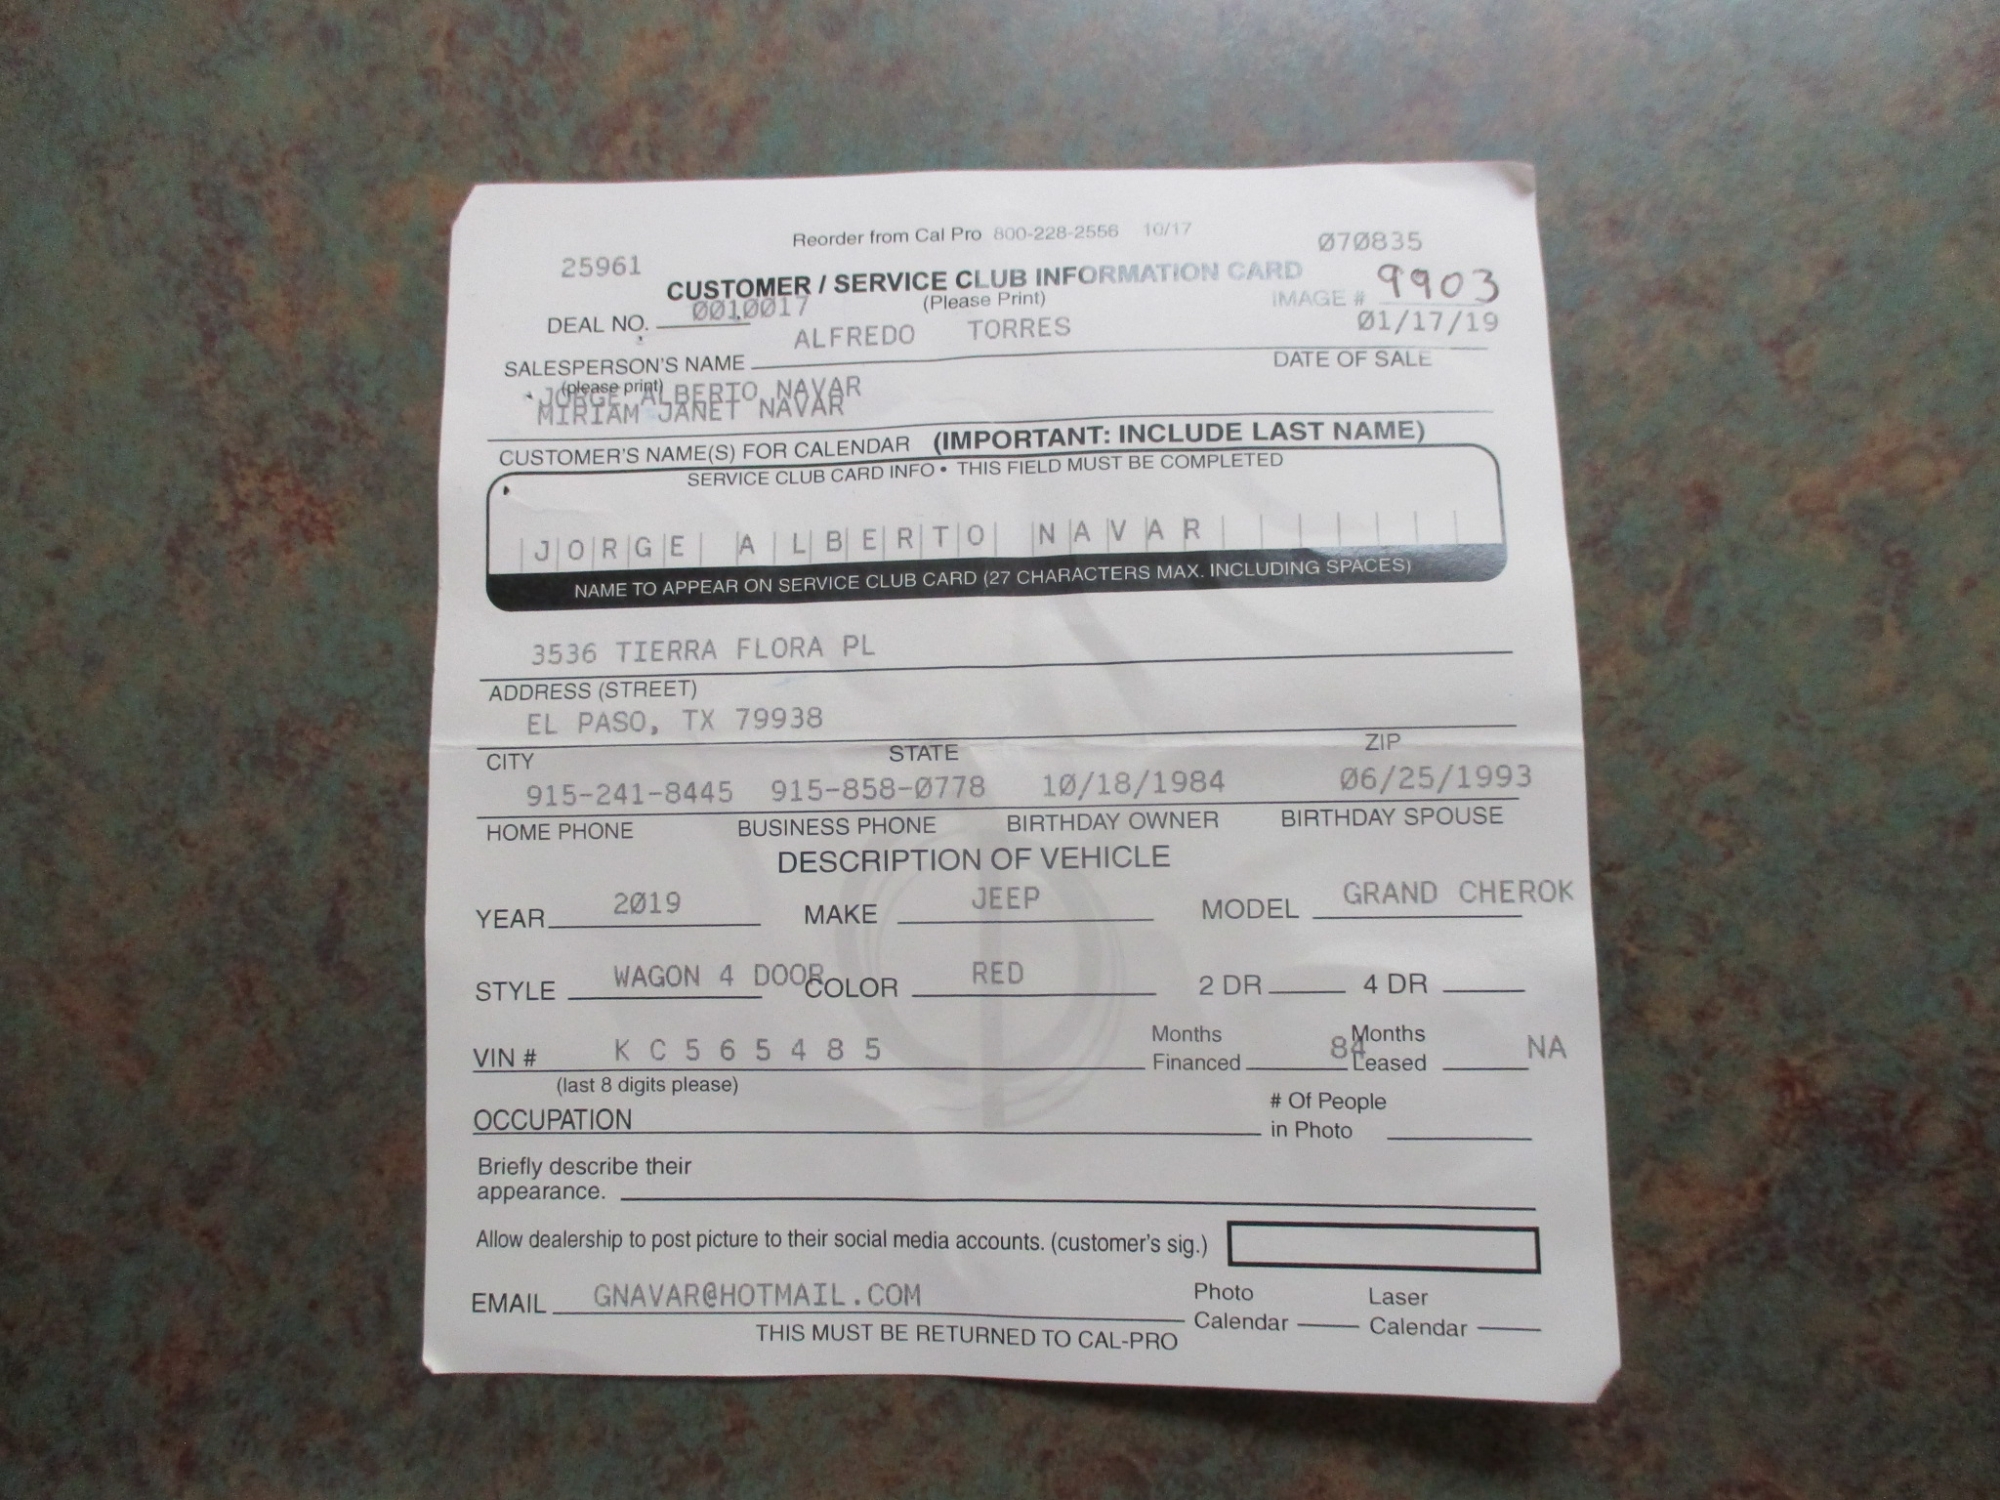 Reorder from Cal Pro 800-228-2556 10/17
25961 070835
CUSTOMER / SERVICE CLUB INFORMATION CARD
(Please Print) IMAGE # 9903
DEAL NO. 0010017 01/17/19
ALFREDO TORRES
SALESPERSON'S NAME DATE OF SALE
(please print)
JORGE ALBERTO NAVAR
MIRIAM JANET NAVAR
CUSTOMER'S NAME(S) FOR CALENDAR (IMPORTANT: INCLUDE LAST NAME)
SERVICE CLUB CARD INFO • THIS FIELD MUST BE COMPLETED
JORGE ALBERTO NAVAR
NAME TO APPEAR ON SERVICE CLUB CARD (27 CHARACTERS MAX. INCLUDING SPACES)
3536 TIERRA FLORA PL
ADDRESS (STREET)
EL PASO, TX 79938
CITY STATE ZIP
915-241-8445 915-858-0778 10/18/1984 06/25/1993
HOME PHONE BUSINESS PHONE BIRTHDAY OWNER BIRTHDAY SPOUSE
DESCRIPTION OF VEHICLE
YEAR 2019 MAKE JEEP MODEL GRAND CHEROK
STYLE WAGON 4 DOOR COLOR RED 2 DR 4 DR
VIN # K C 5 6 5 4 8 5 Months Financed 84 Months Leased NA
(last 8 digits please)
OCCUPATION # Of People in Photo
Briefly describe their
appearance.
Allow dealership to post picture to their social media accounts. (customer's sig.)
EMAIL GNAVAR@HOTMAIL.COM Photo Calendar Laser Calendar
THIS MUST BE RETURNED TO CAL-PRO